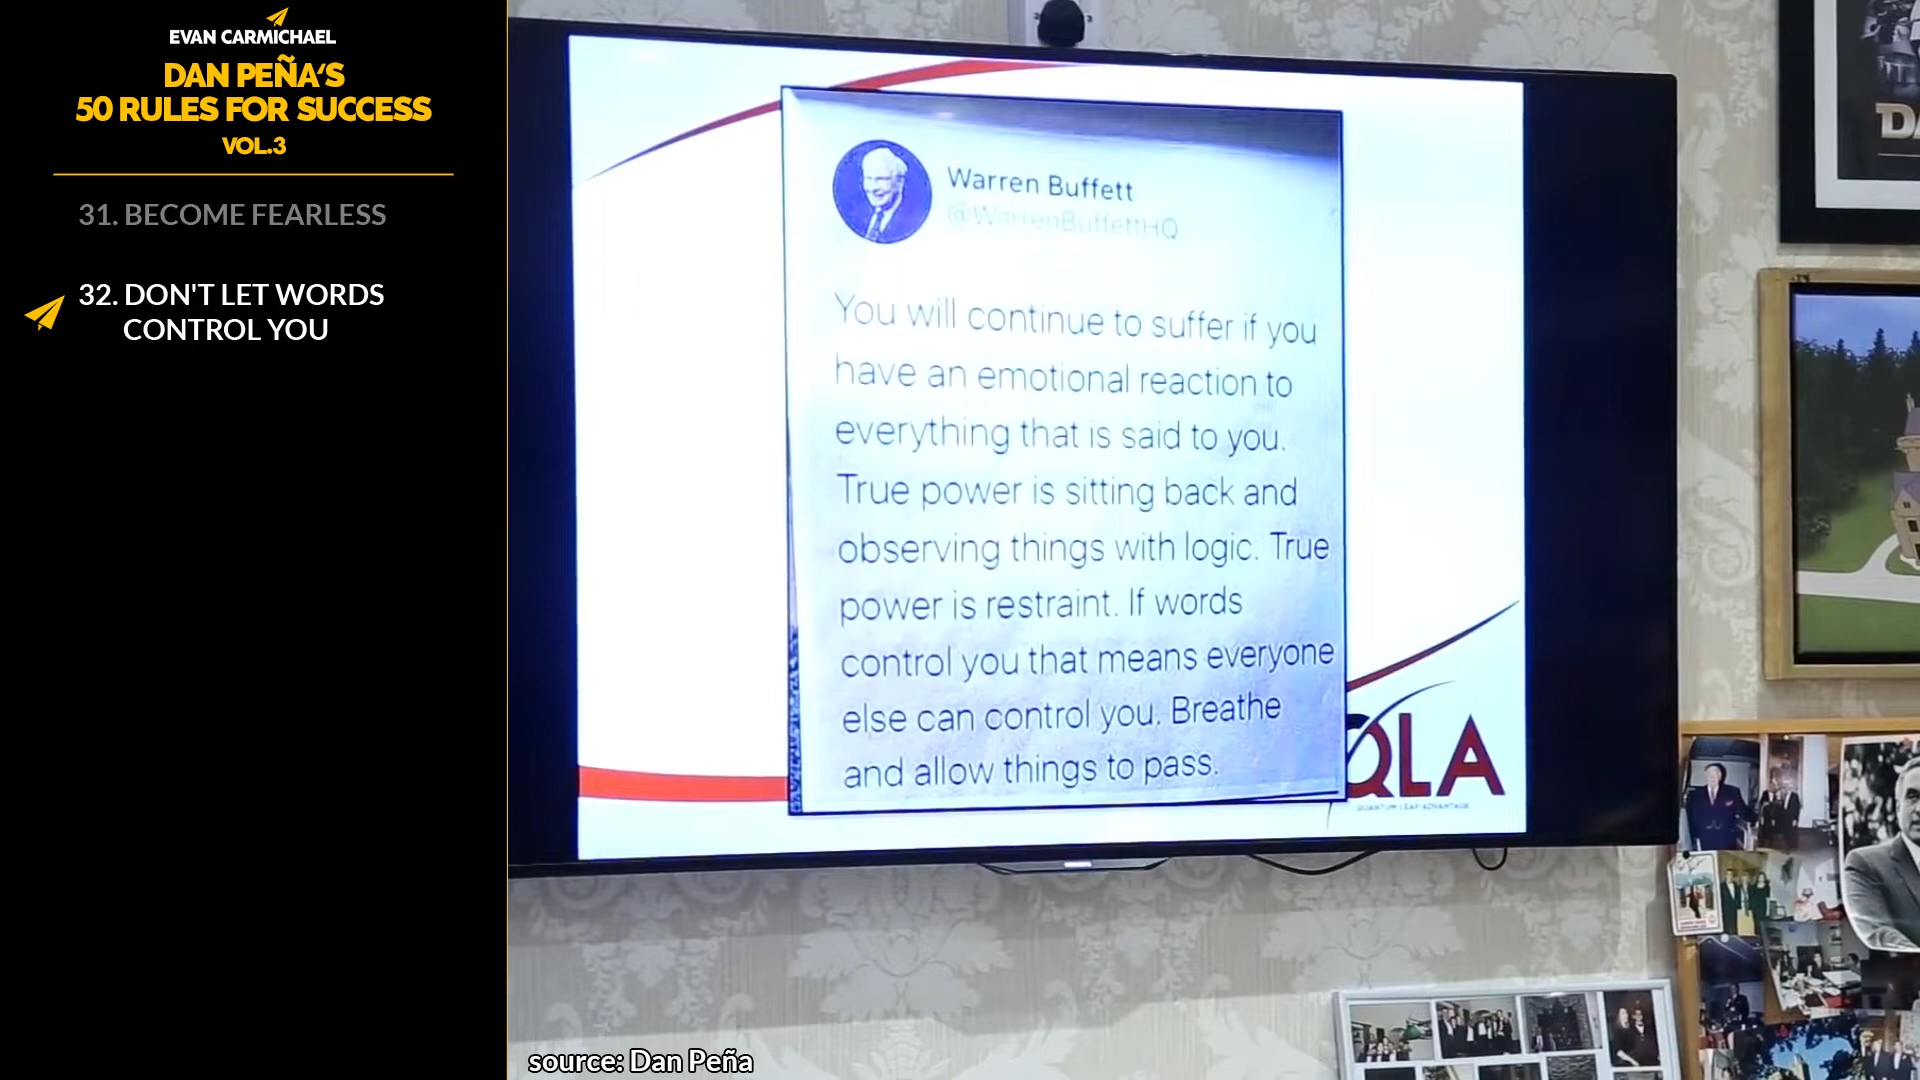 EVAN CARMICHAEL
DAN PEÑA'S
50 RULES FOR SUCCESS
VOL.3
31. BECOME FEARLESS
32. DON'T LET WORDS
CONTROL YOU
Warren Buffett
@WarrenBuffettHQ
You will continue to suffer if you
have an emotional reaction to
everything that is said to you.
True power is sitting back and
observing things with logic. True
power is restraint. If words
control you that means everyone
else can control you. Breathe
and allow things to pass.
QLA
QUANTUM LEAP ADVANTAGE
source: Dan Peña